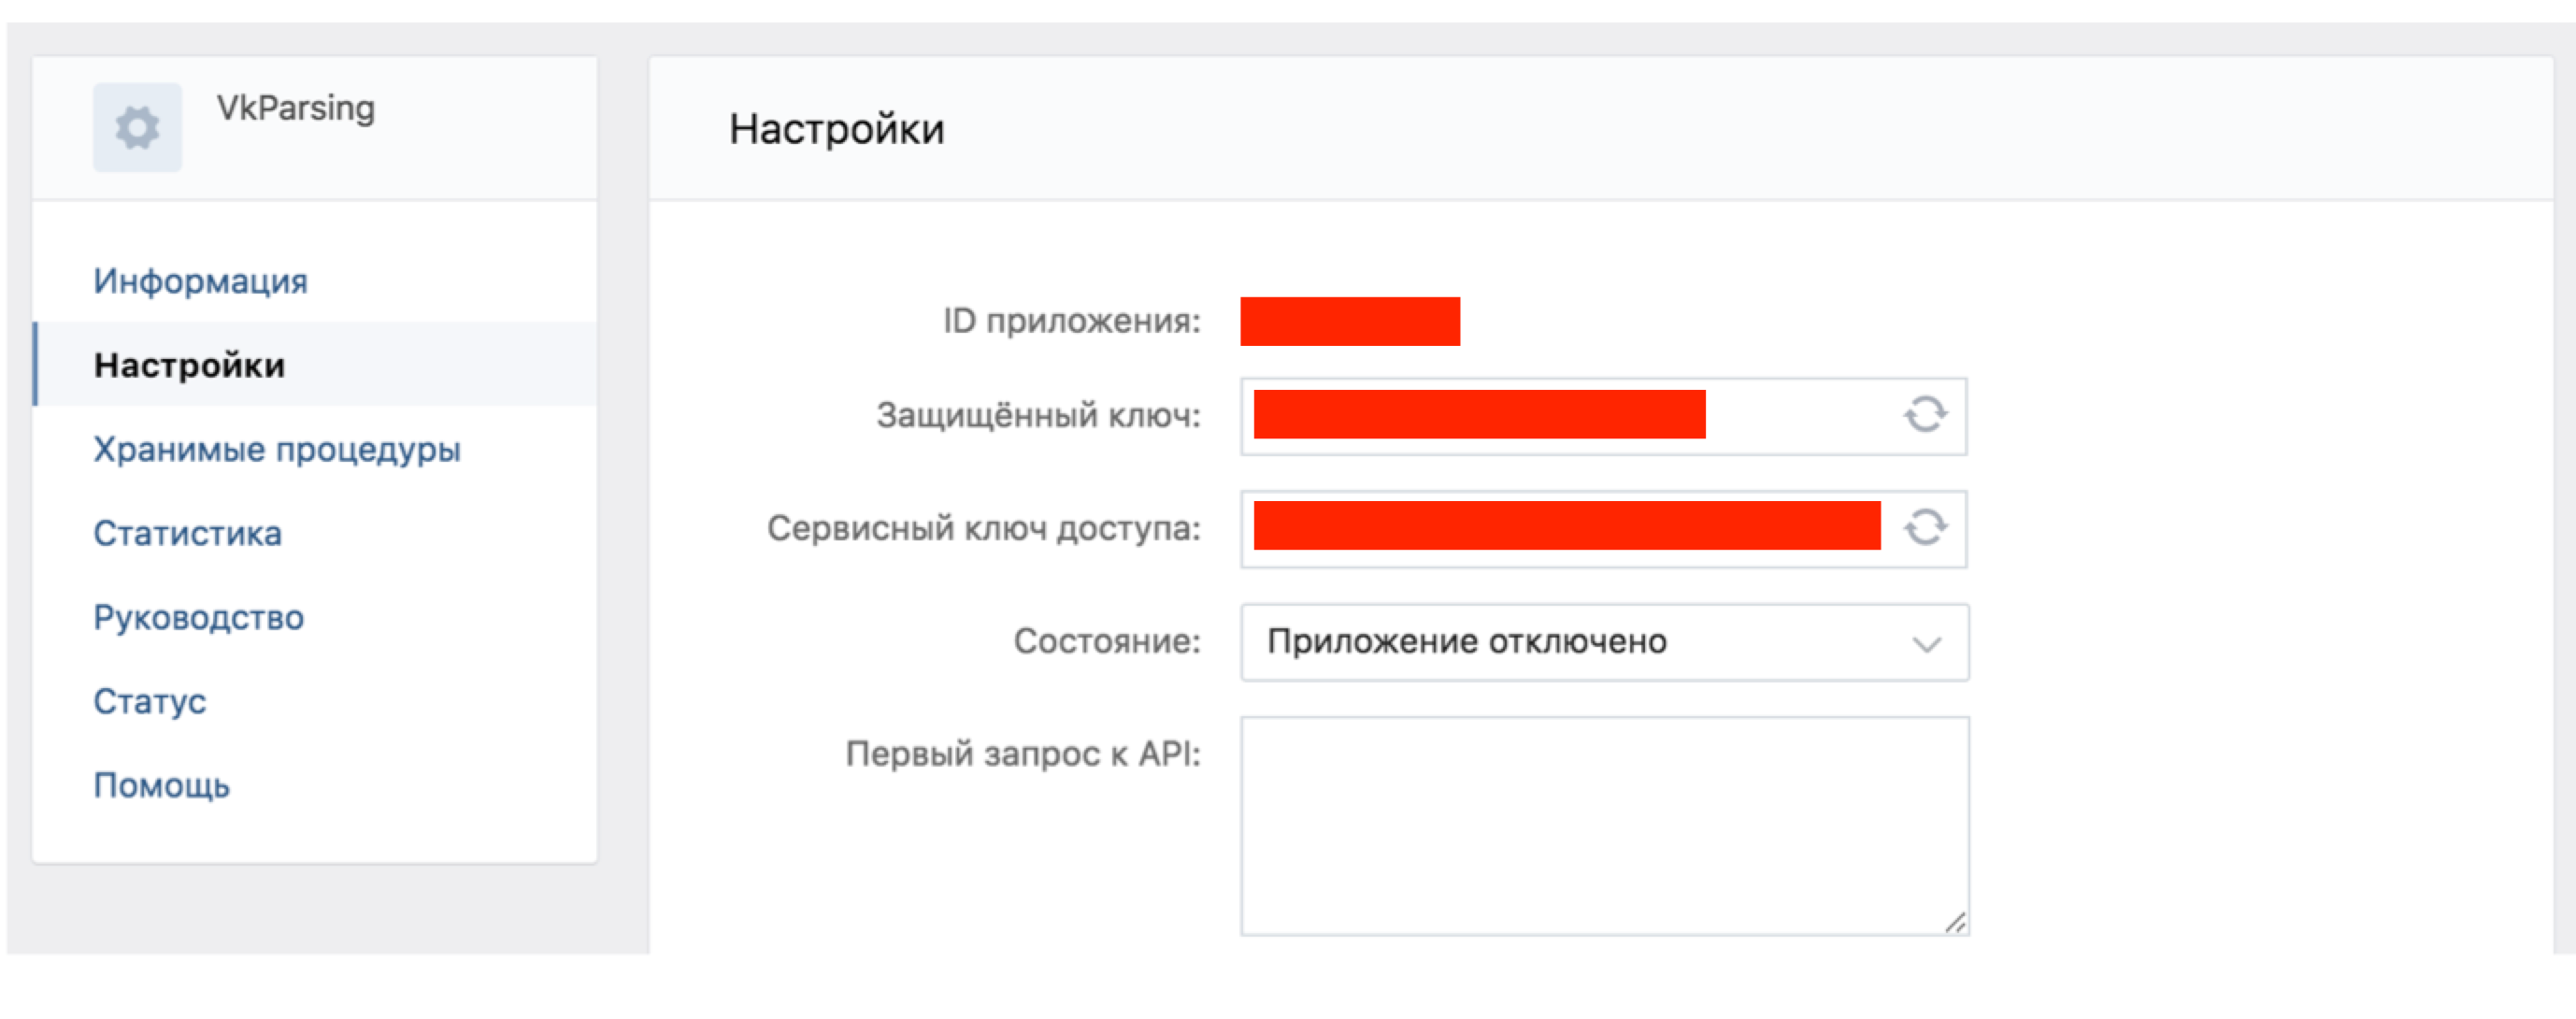 VkParsing
Информация
Настройки
Хранимые процедуры
Статистика
Руководство
Статус
Помощь
Настройки
ID приложения:
Защищённый ключ:
Сервисный ключ доступа:
Состояние: Приложение отключено
Первый запрос к API: